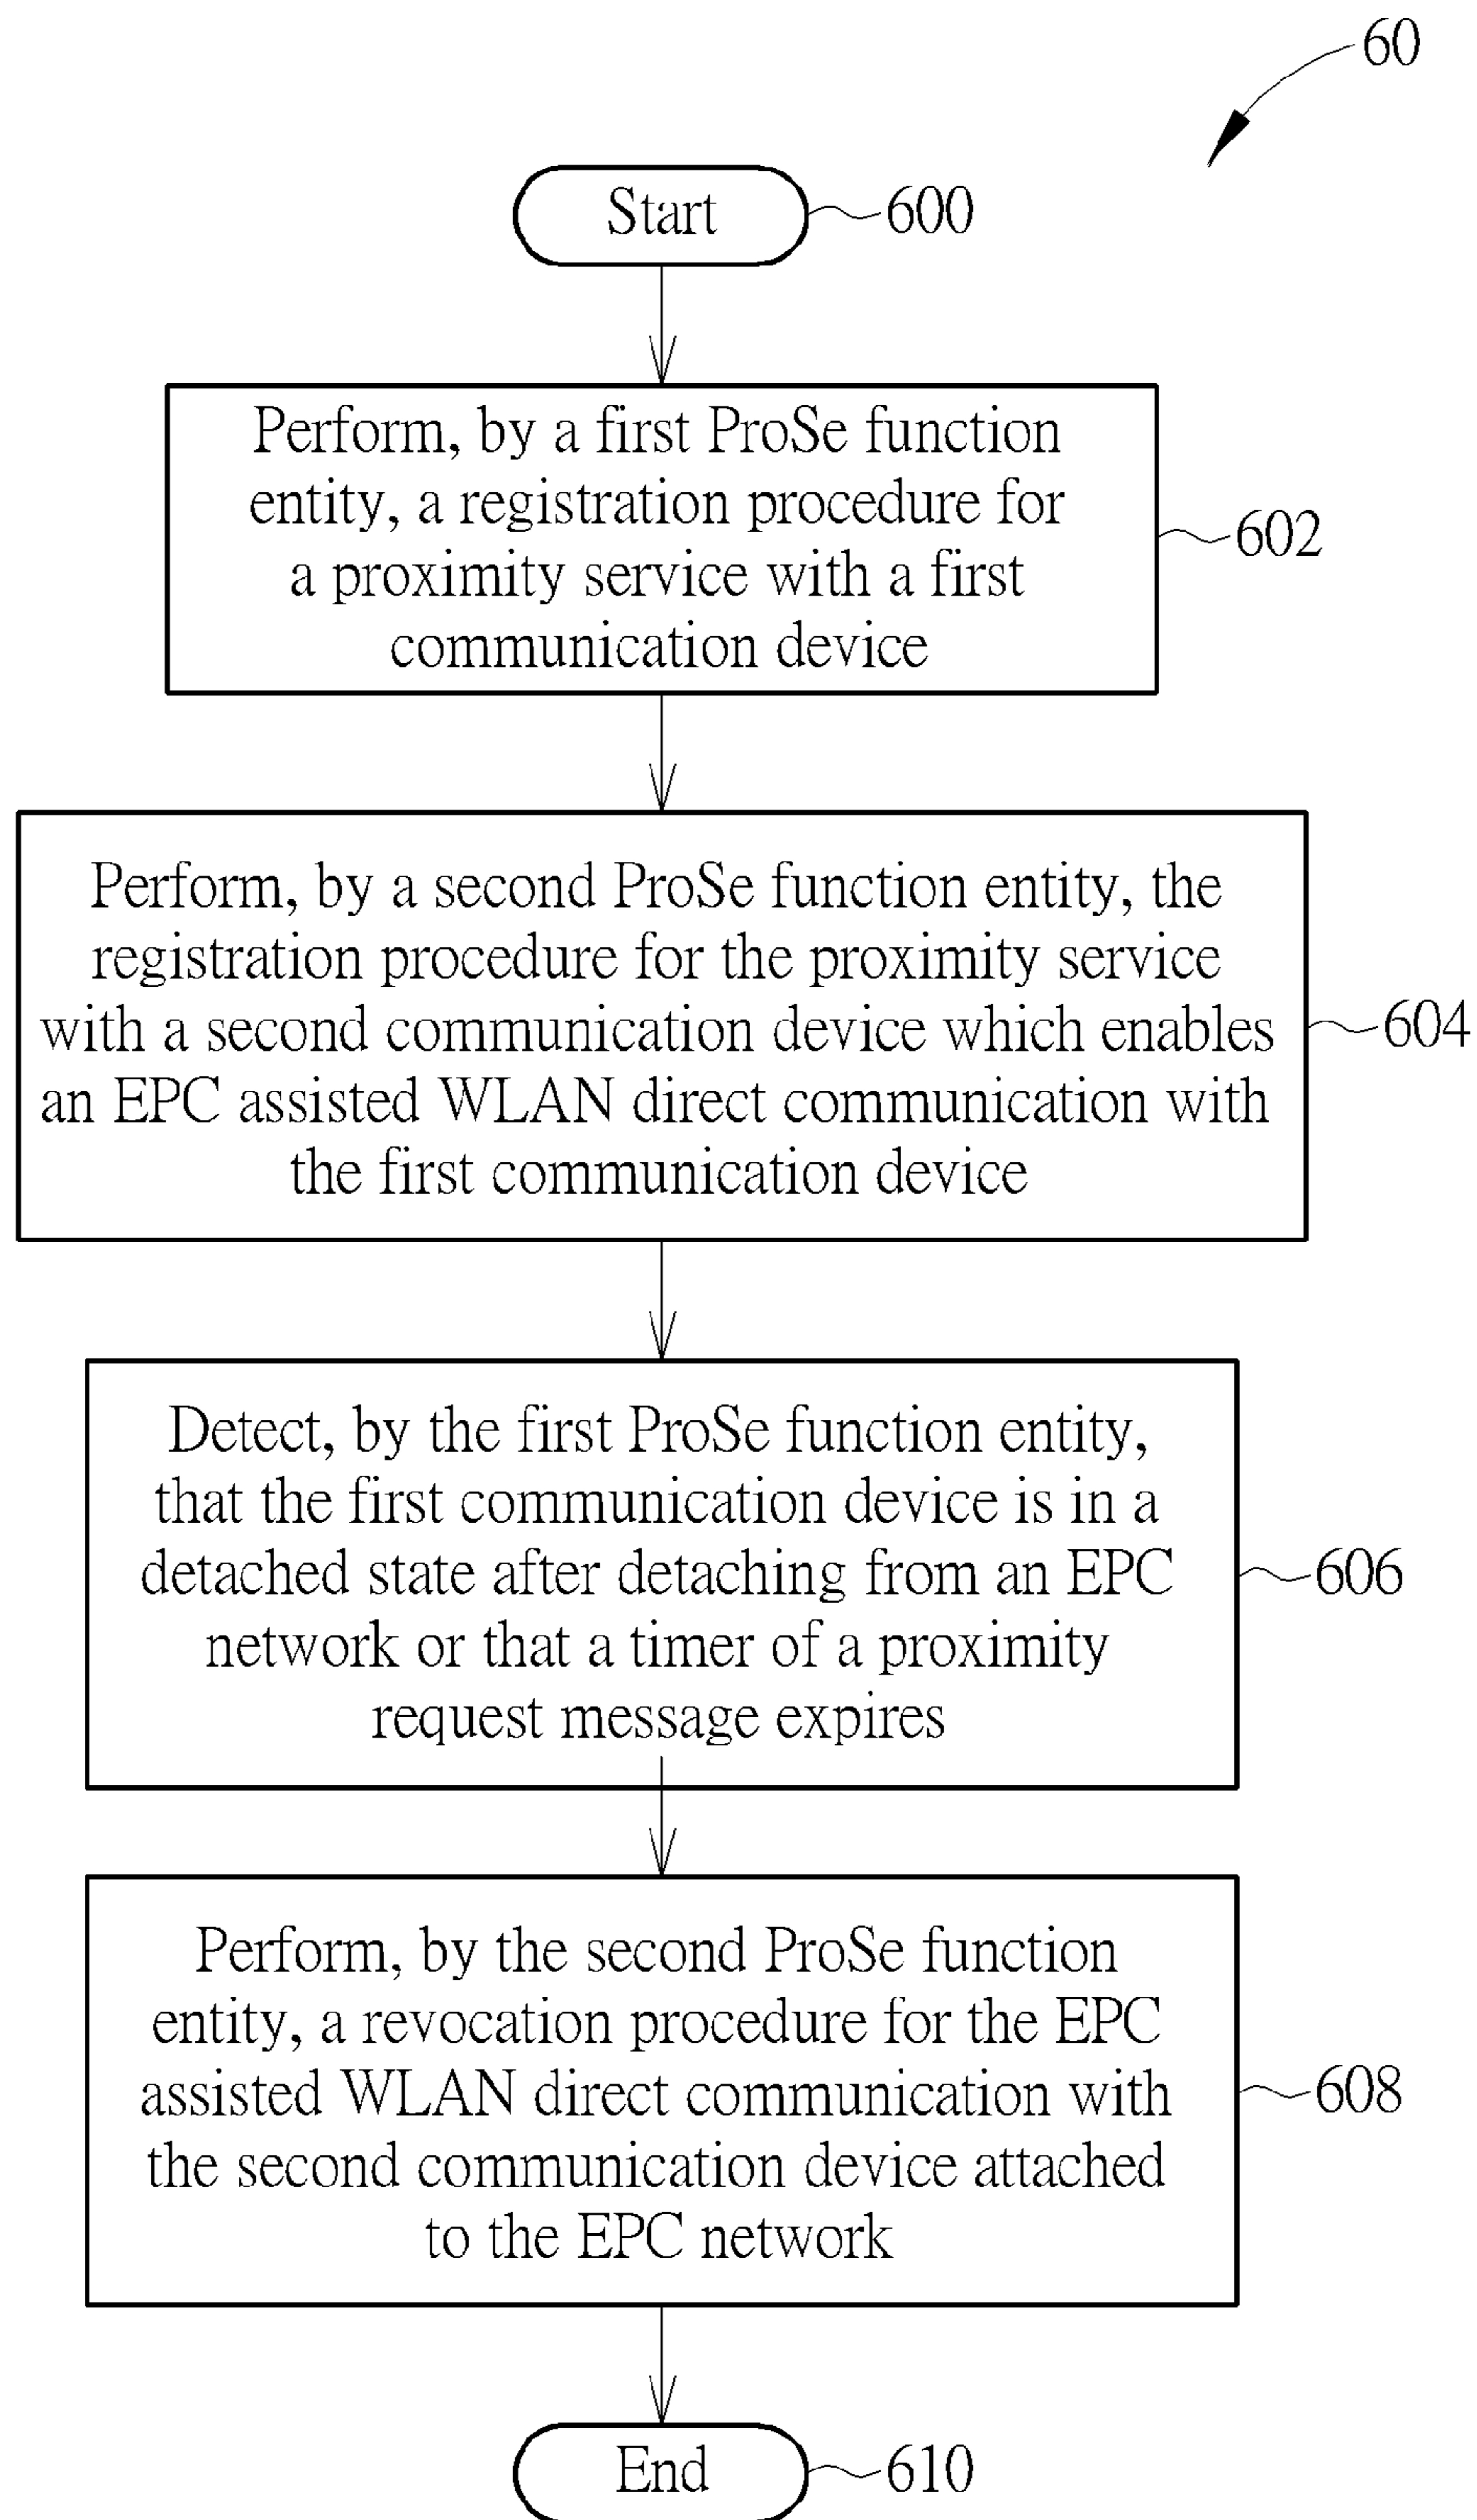 60
Start
600
Perform, by a first ProSe function
entity, a registration procedure for
a proximity service with a first
communication device
602
Perform, by a second ProSe function entity, the
registration procedure for the proximity service
with a second communication device which enables
an EPC assisted WLAN direct communication with
the first communication device
604
Detect, by the first ProSe function entity,
that the first communication device is in a
detached state after detaching from an EPC
network or that a timer of a proximity
request message expires
606
Perform, by the second ProSe function
entity, a revocation procedure for the EPC
assisted WLAN direct communication with
the second communication device attached
to the EPC network
608
End
610